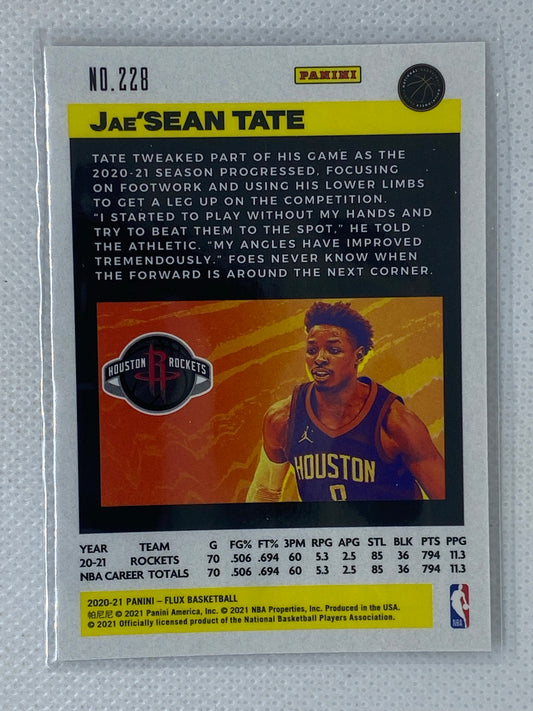 NO. 228
PANINI
JAE'SEAN TATE
TATE TWEAKED PART OF HIS GAME AS THE
2020-21 SEASON PROGRESSED, FOCUSING
ON FOOTWORK AND USING HIS LOWER LIMBS
TO GET A LEG UP ON THE COMPETITION.
"I STARTED TO PLAY WITHOUT MY HANDS AND
TRY TO BEAT THEM TO THE SPOT," HE TOLD
THE ATHLETIC. "MY ANGLES HAVE IMPROVED
TREMENDOUSLY." FOES NEVER KNOW WHEN
THE FORWARD IS AROUND THE NEXT CORNER.
HOUSTON R ROCKETS
HOUSTON
0
YEAR TEAM G FG% FT% 3PM RPG APG STL BLK PTS PPG
20-21 ROCKETS 70 .506 .694 60 5.3 2.5 85 36 794 11.3
NBA CAREER TOTALS 70 .506 .694 60 5.3 2.5 85 36 794 11.3
2020-21 PANINI – FLUX BASKETBALL
帕尼尼 © 2021 Panini America, Inc. © 2021 NBA Properties, Inc. Produced in the USA.
© 2021 Officially licensed product of the National Basketball Players Association.
NBA